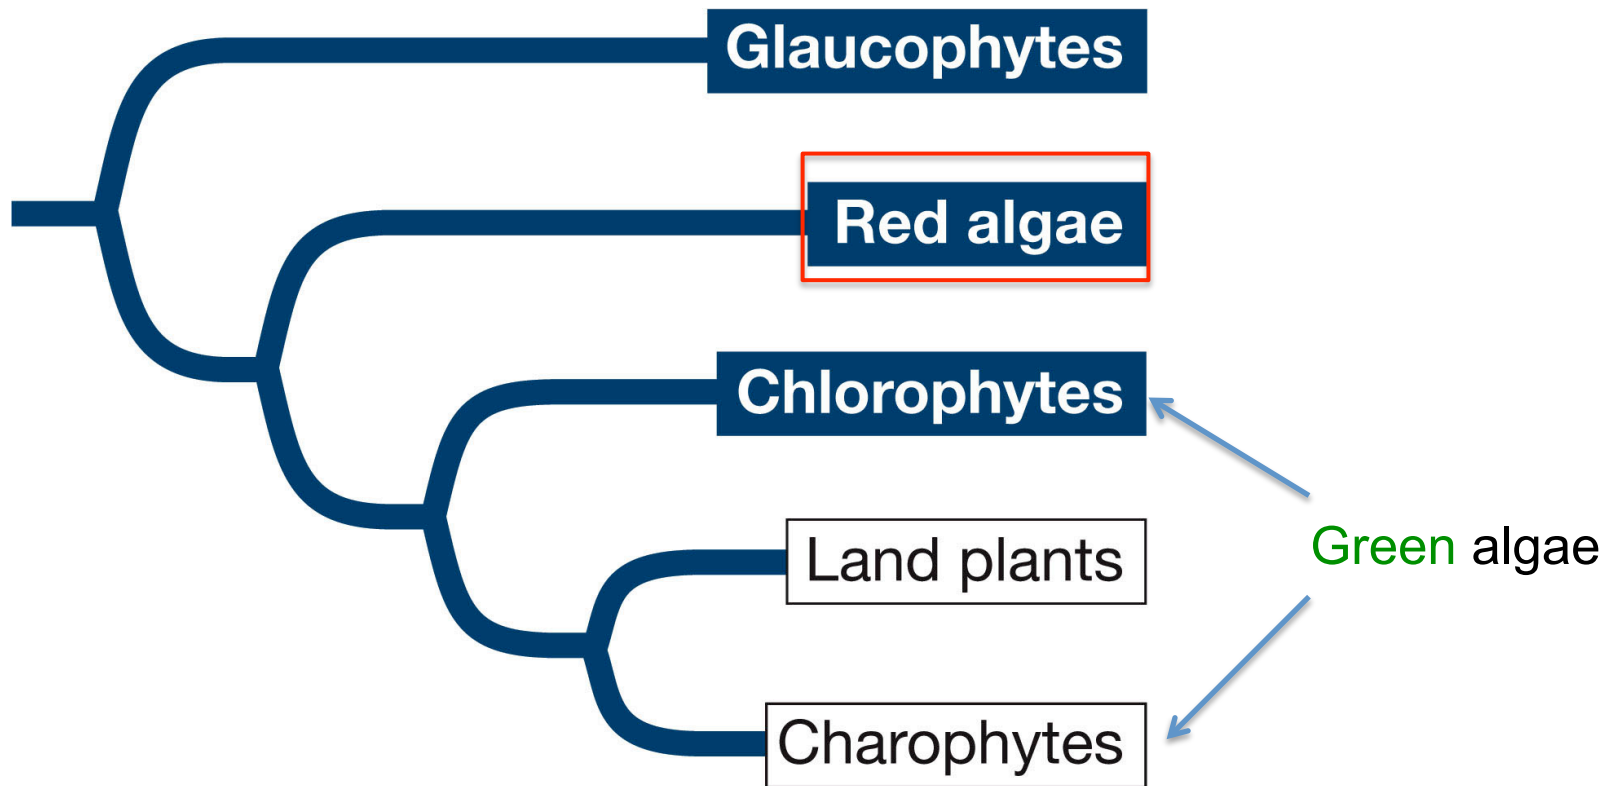 Glaucophytes
Red algae
Chlorophytes
Land plants
Green algae
Charophytes